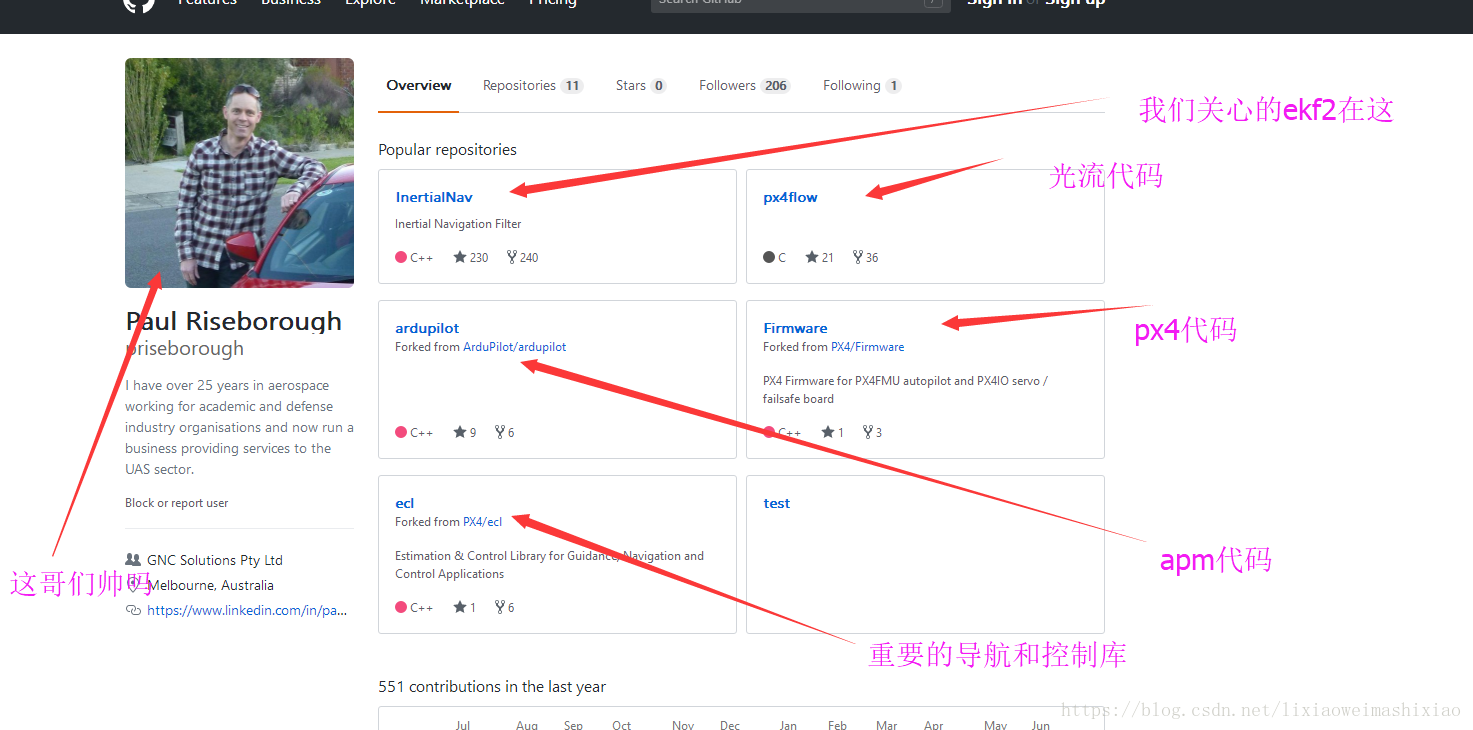 Features Business Explore Marketplace Pricing Search GitHub / Sign in or Sign up
Overview Repositories 11 Stars 0 Followers 206 Following 1
我们关心的ekf2在这
Popular repositories
InertialNav
Inertial Navigation Filter
C++ 230 240
px4flow
C 21 36
光流代码
ardupilot
Forked from ArduPilot/ardupilot
C++ 9 6
Firmware
Forked from PX4/Firmware
PX4 Firmware for PX4FMU autopilot and PX4IO servo /
failsafe board
C++ 1 3
px4代码
Paul Riseborough
priseborough
I have over 25 years in aerospace
working for academic and defense
industry organisations and now run a
business providing services to the
UAS sector.
Block or report user
GNC Solutions Pty Ltd
Melbourne, Australia
https://www.linkedin.com/in/pa...
这哥们帅吗
ecl
Forked from PX4/ecl
Estimation & Control Library for Guidance, Navigation and
Control Applications
C++ 1 6
test
apm代码
重要的导航和控制库
551 contributions in the last year
Jul Aug Sep Oct Nov Dec Jan Feb Mar Apr May Jun
https://blog.csdn.net/lixiaoweimashixiao